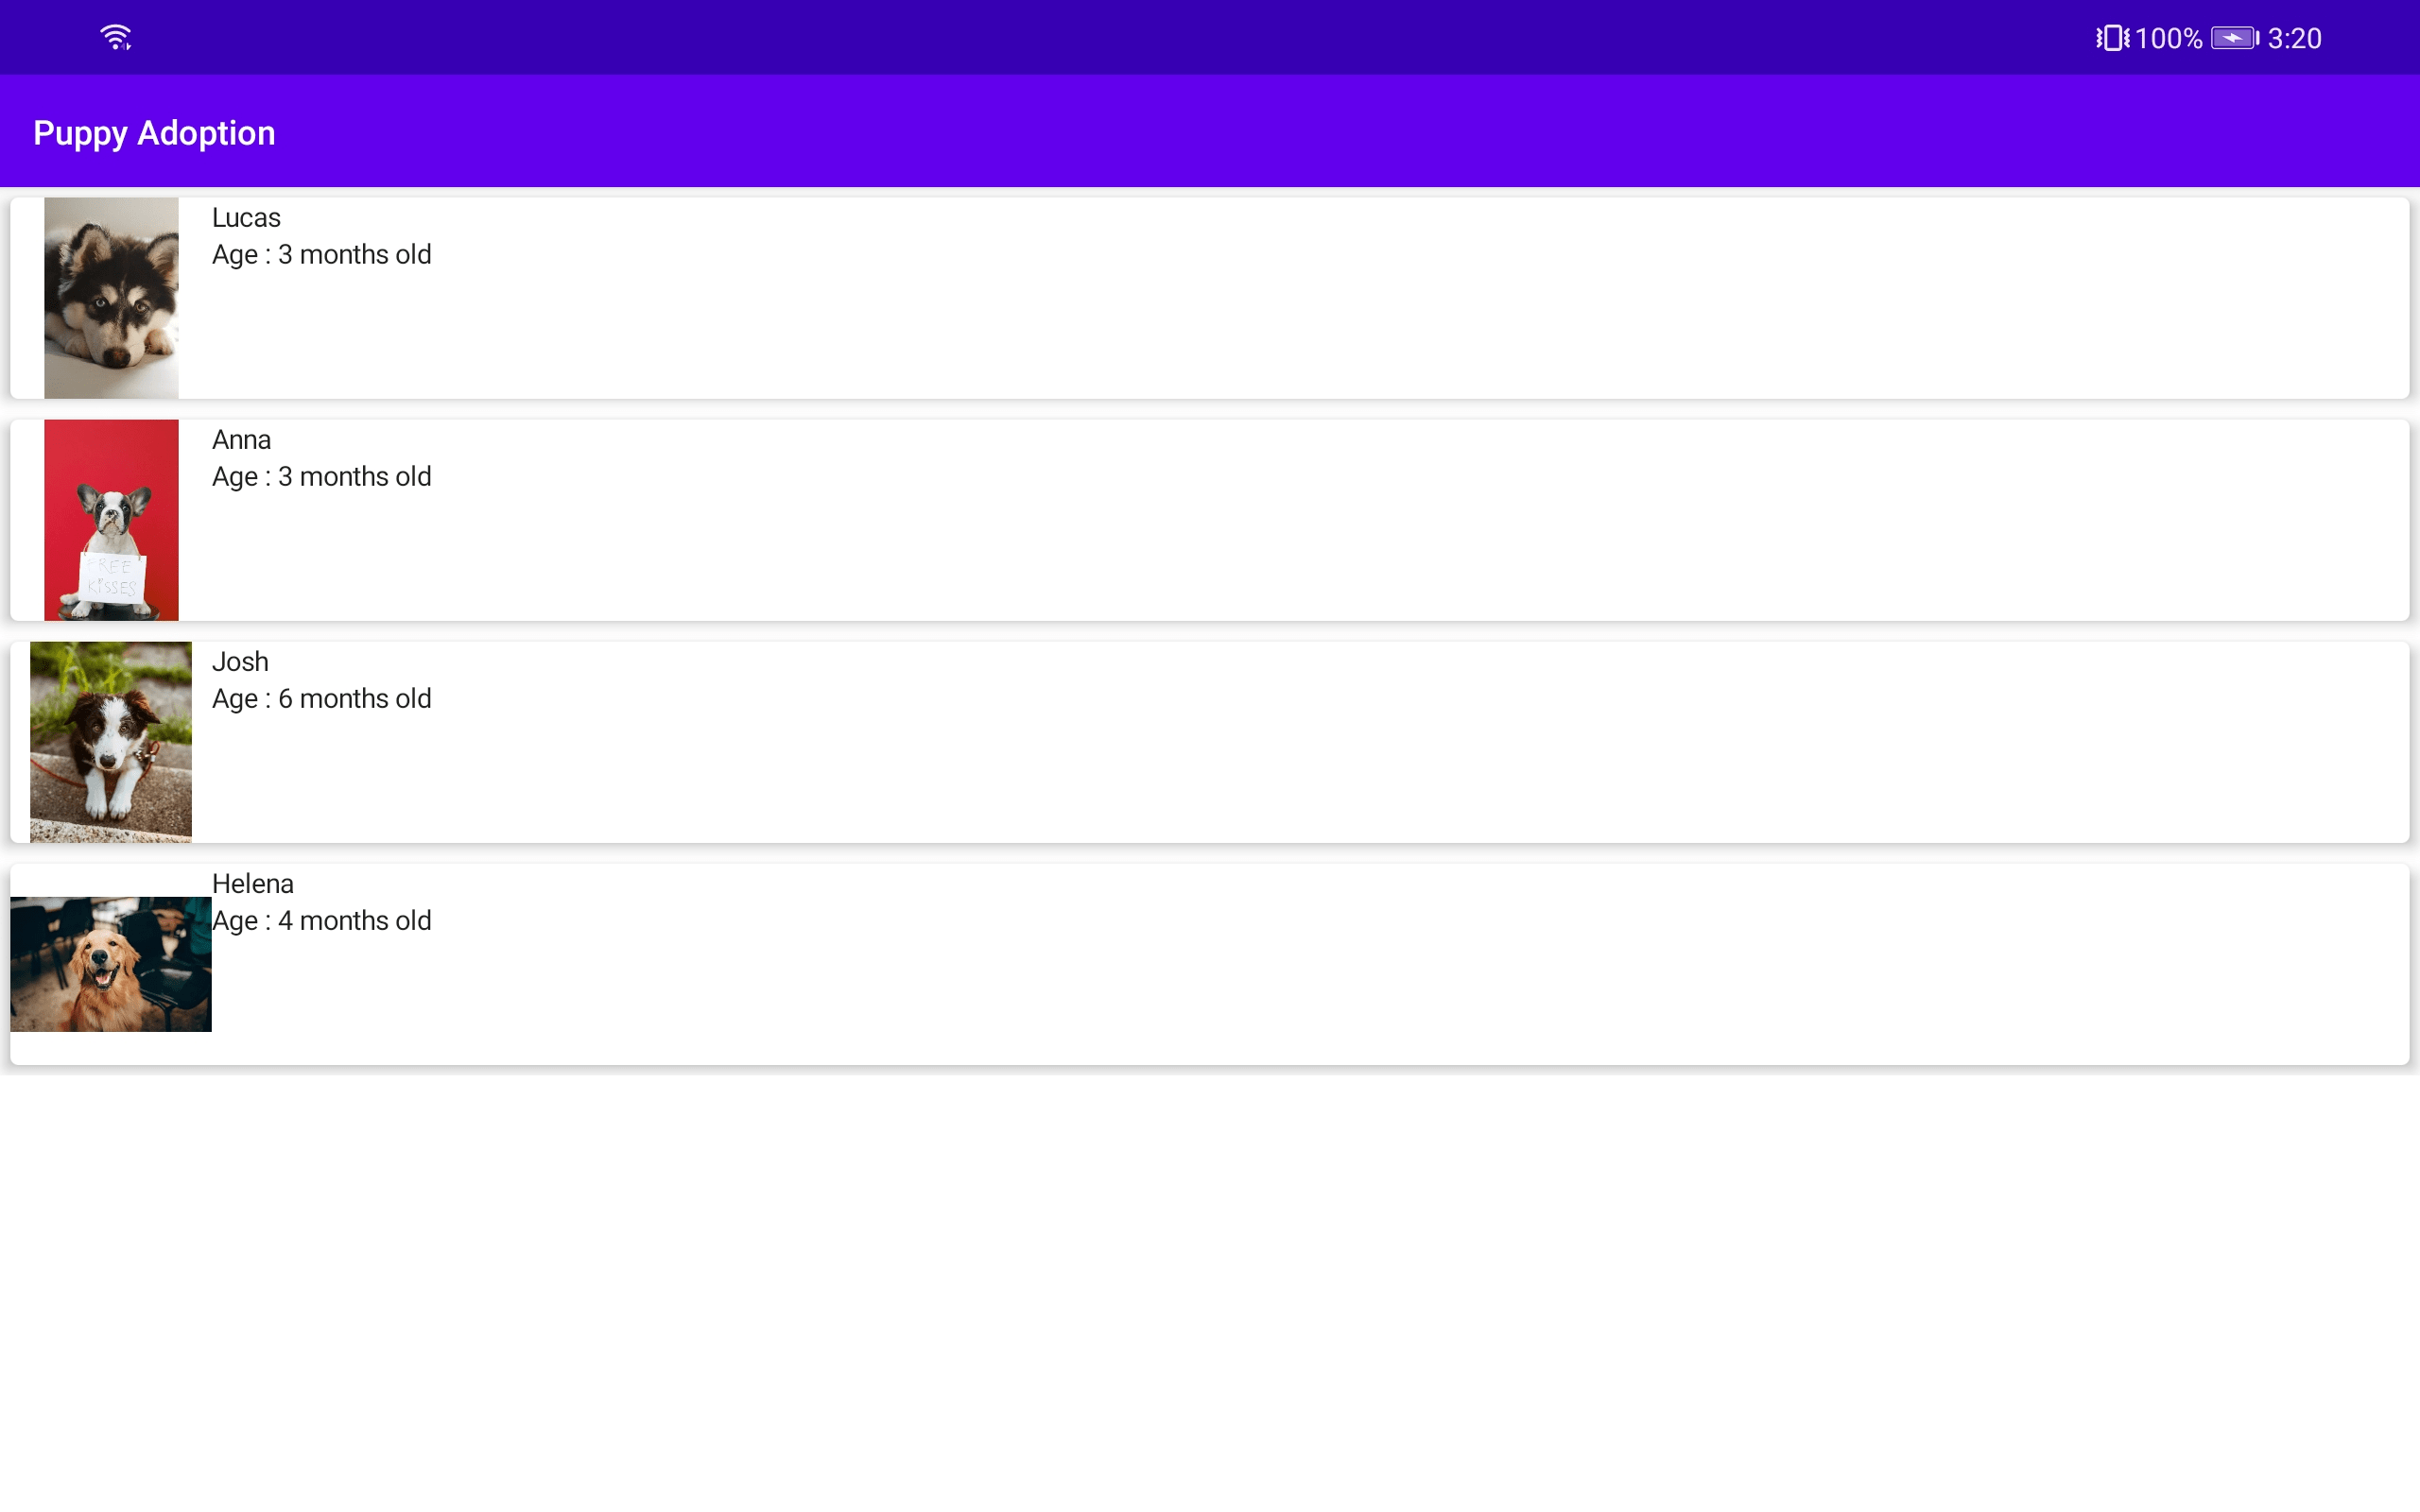 100% 3:20
Puppy Adoption
Lucas
Age : 3 months old
Anna
Age : 3 months old
FREE
KISSES
Josh
Age : 6 months old
Helena
Age : 4 months old